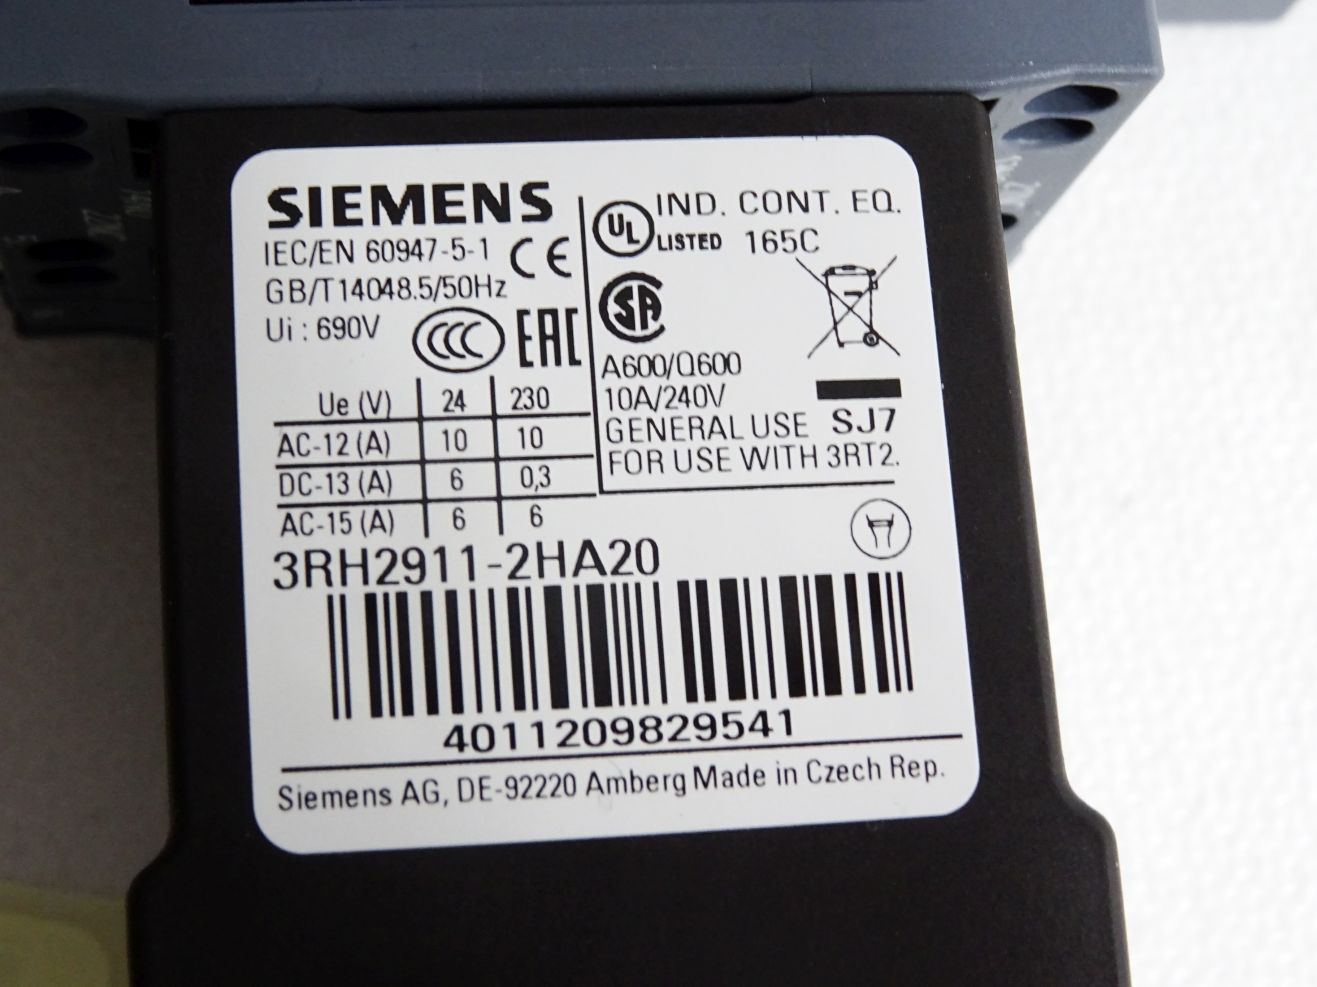 SIEMENS
IEC/EN 60947-5-1
CE
GB/T14048.5/50Hz
Ui : 690V
CCC
EAC
UL
IND. CONT. EQ.
LISTED 165C
SA
A600/Q600
10A/240V
GENERAL USE SJ7
FOR USE WITH 3RT2.
Ue (V) 24 230
AC-12 (A) 10 10
DC-13 (A) 6 0,3
AC-15 (A) 6 6
3RH2911-2HA20
4011209829541
Siemens AG, DE-92220 Amberg Made in Czech Rep.